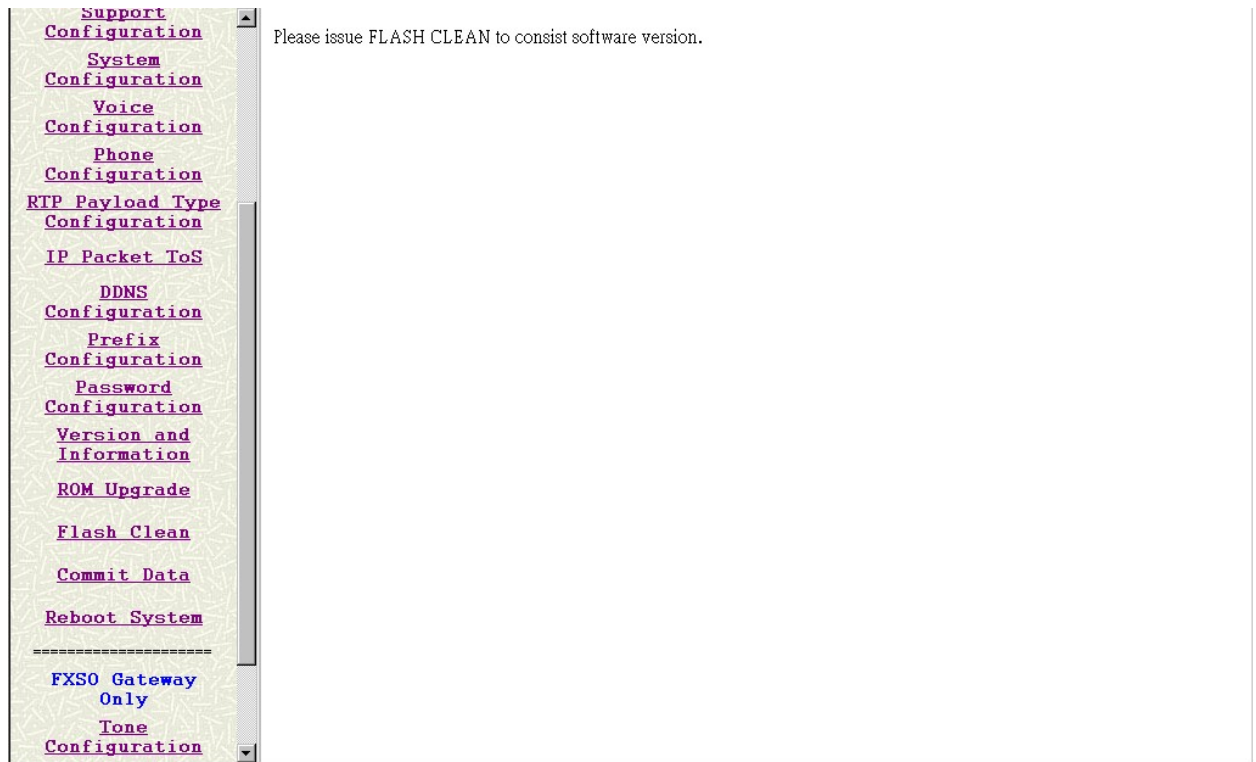 Support
Configuration
System
Configuration
Voice
Configuration
Phone
Configuration
RTP Payload Type
Configuration
IP Packet ToS
DDNS
Configuration
Prefix
Configuration
Password
Configuration
Version and
Information
ROM Upgrade
Flash Clean
Commit Data
Reboot System
=====================
FXSO Gateway
Only
Tone
Configuration
Please issue FLASH CLEAN to consist software version.